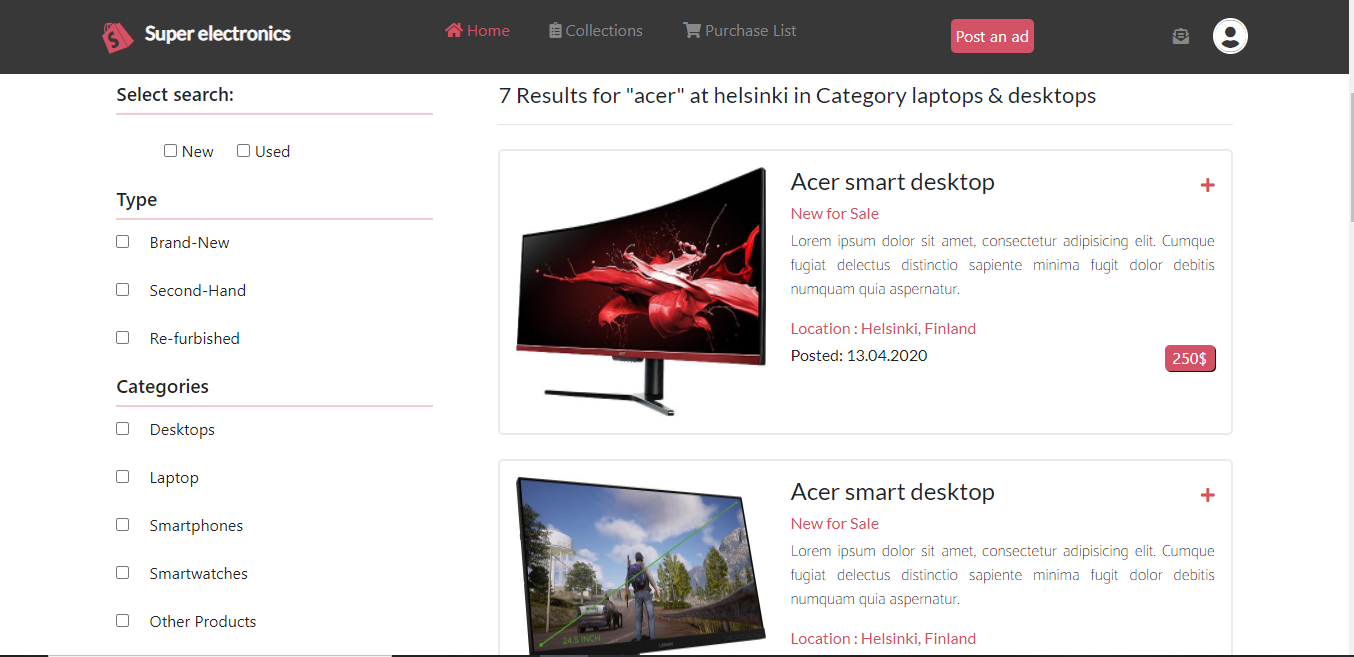 Super electronics
Home
Collections
Purchase List
Post an ad
Select search:
New
Used
Type
Brand-New
Second-Hand
Re-furbished
Categories
Desktops
Laptop
Smartphones
Smartwatches
Other Products
7 Results for "acer" at helsinki in Category laptops & desktops
Acer smart desktop
New for Sale
Lorem ipsum dolor sit amet, consectetur adipisicing elit. Cumque
fugiat delectus distinctio sapiente minima fugit dolor debitis
numquam quia aspernatur.
Location : Helsinki, Finland
Posted: 13.04.2020
250$
24.5 INCH
Acer smart desktop
New for Sale
Lorem ipsum dolor sit amet, consectetur adipisicing elit. Cumque
fugiat delectus distinctio sapiente minima fugit dolor debitis
numquam quia aspernatur.
Location : Helsinki, Finland